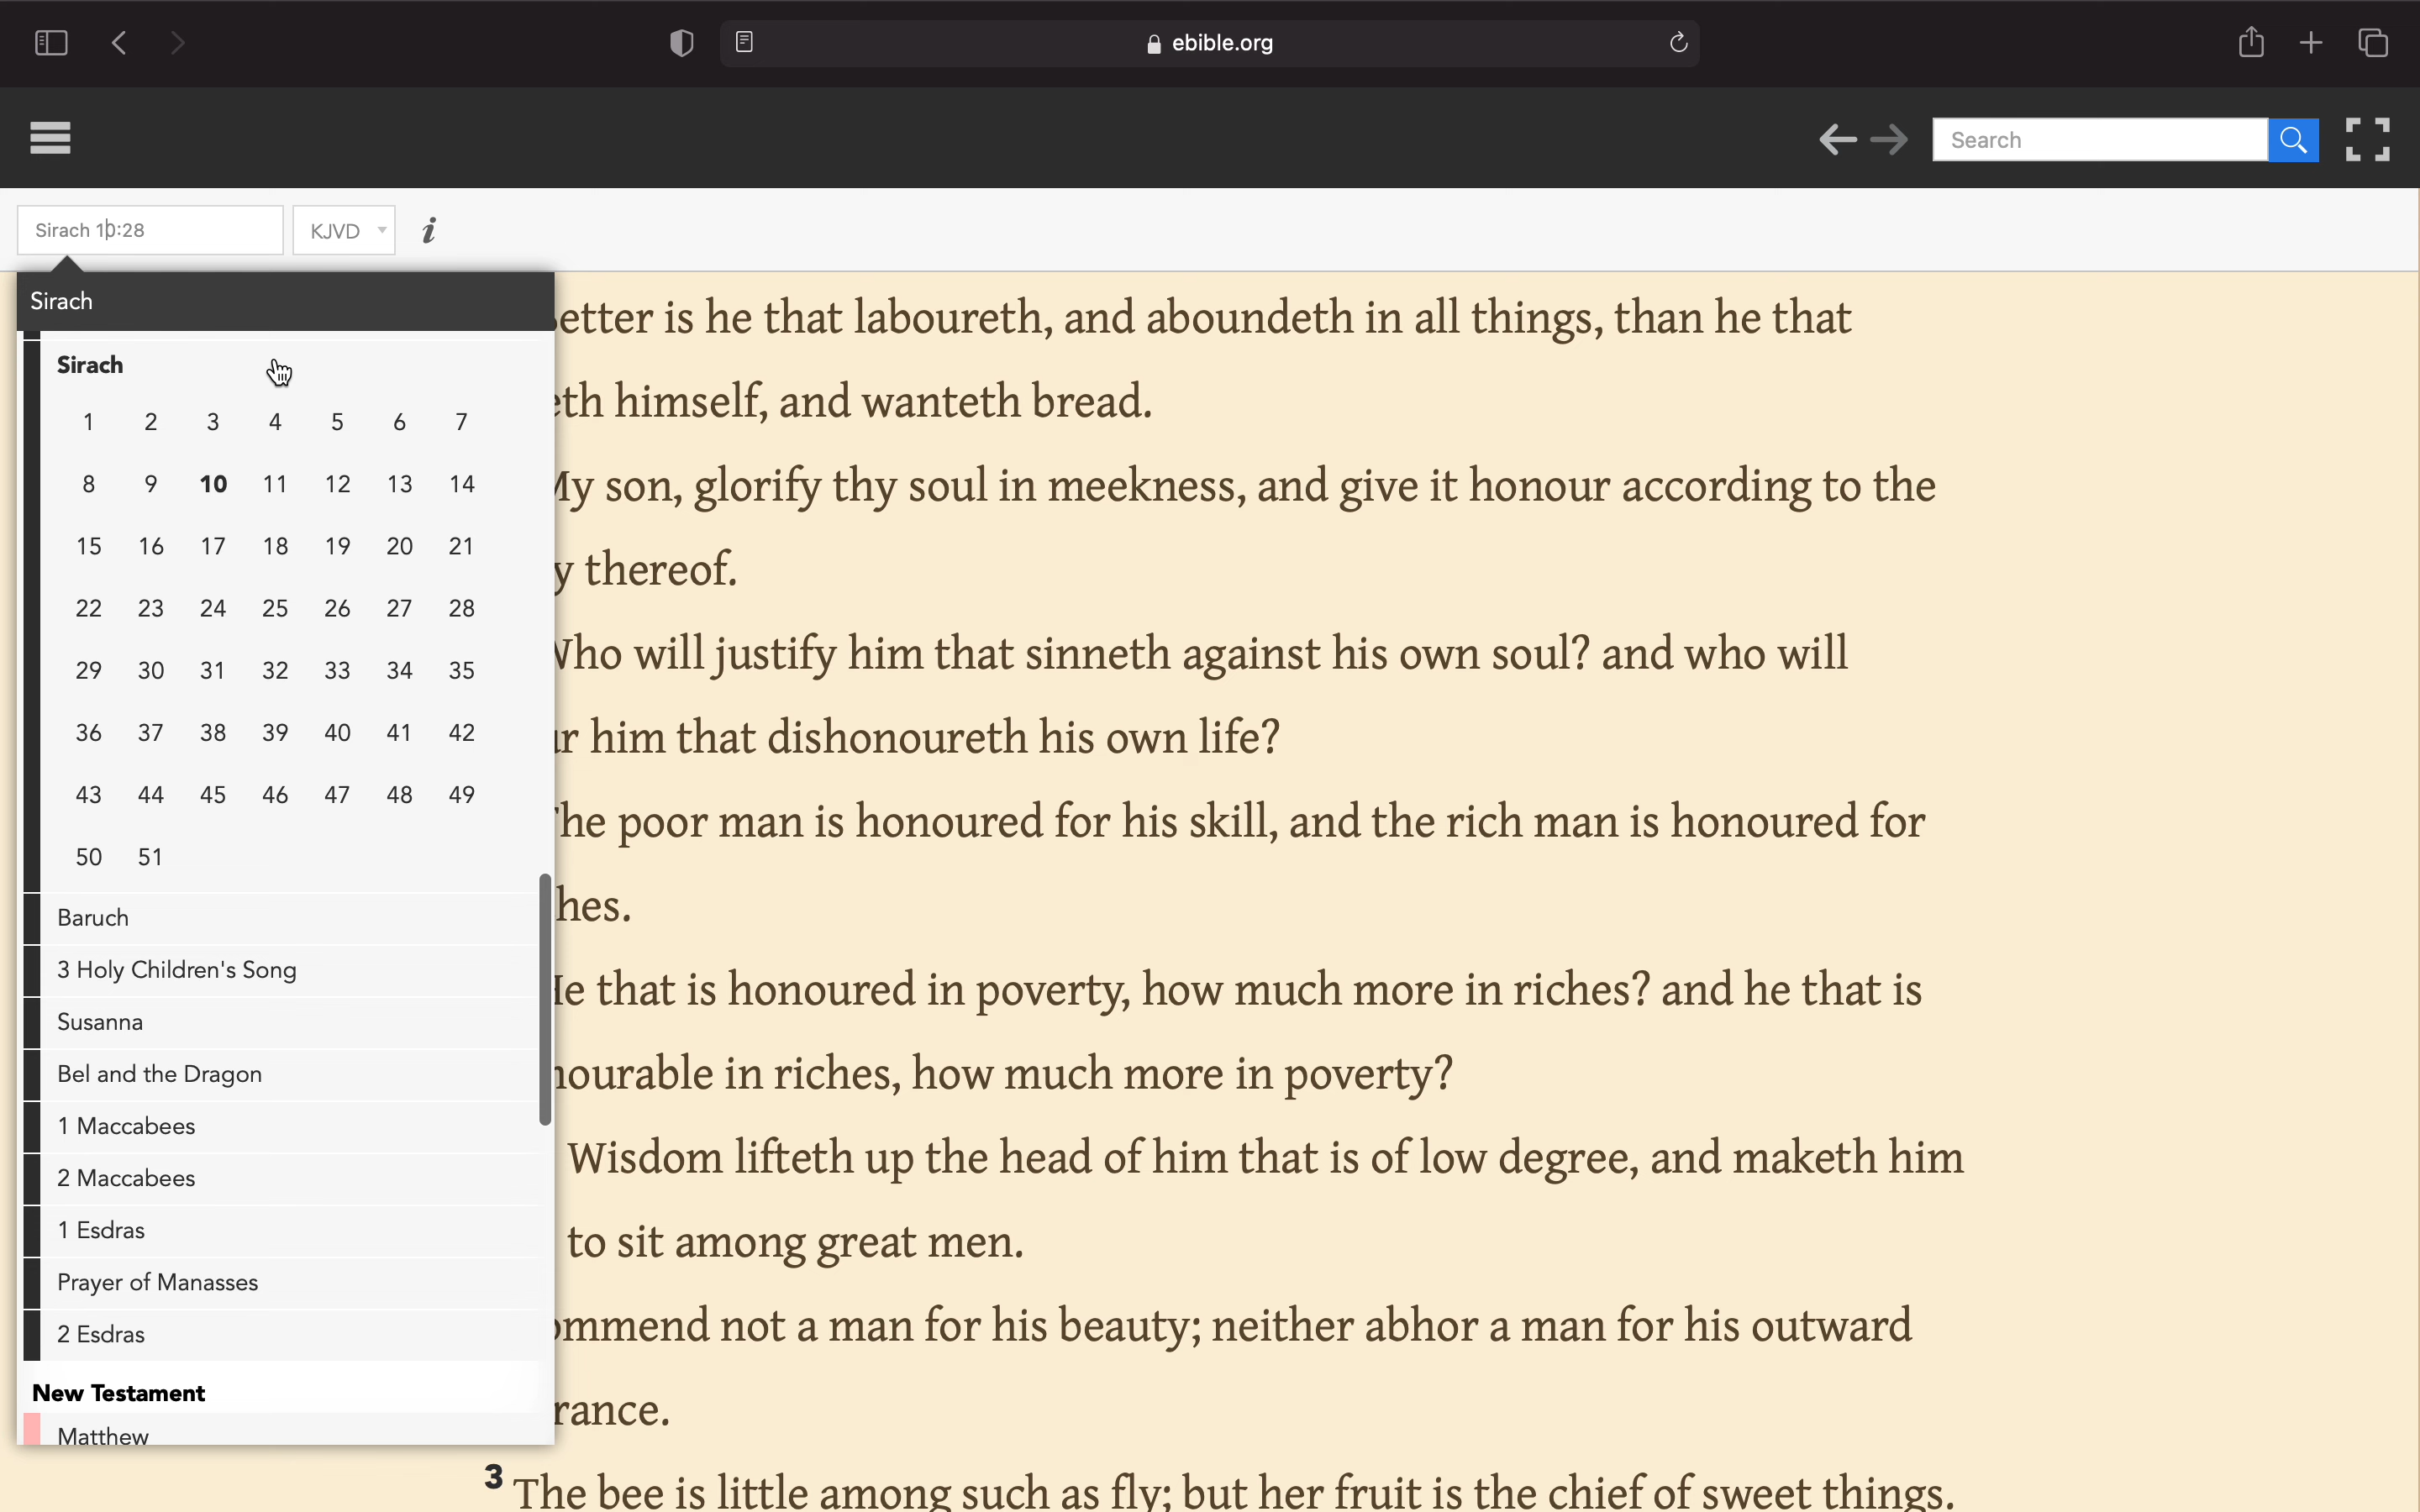 ebible.org
Search
Sirach 10:28
KJVD
i
Sirach
Sirach
1 2 3 4 5 6 7
8 9 10 11 12 13 14
15 16 17 18 19 20 21
22 23 24 25 26 27 28
29 30 31 32 33 34 35
36 37 38 39 40 41 42
43 44 45 46 47 48 49
50 51
Baruch
3 Holy Children's Song
Susanna
Bel and the Dragon
1 Maccabees
2 Maccabees
1 Esdras
Prayer of Manasses
2 Esdras
New Testament
Matthew
etter is he that laboureth, and aboundeth in all things, than he that
eth himself, and wanteth bread.
My son, glorify thy soul in meekness, and give it honour according to the
y thereof.
Who will justify him that sinneth against his own soul? and who will
ur him that dishonoureth his own life?
The poor man is honoured for his skill, and the rich man is honoured for
hes.
He that is honoured in poverty, how much more in riches? and he that is
nourable in riches, how much more in poverty?
Wisdom lifteth up the head of him that is of low degree, and maketh him
to sit among great men.
ommend not a man for his beauty; neither abhor a man for his outward
rance.
3 The bee is little among such as fly; but her fruit is the chief of sweet things.